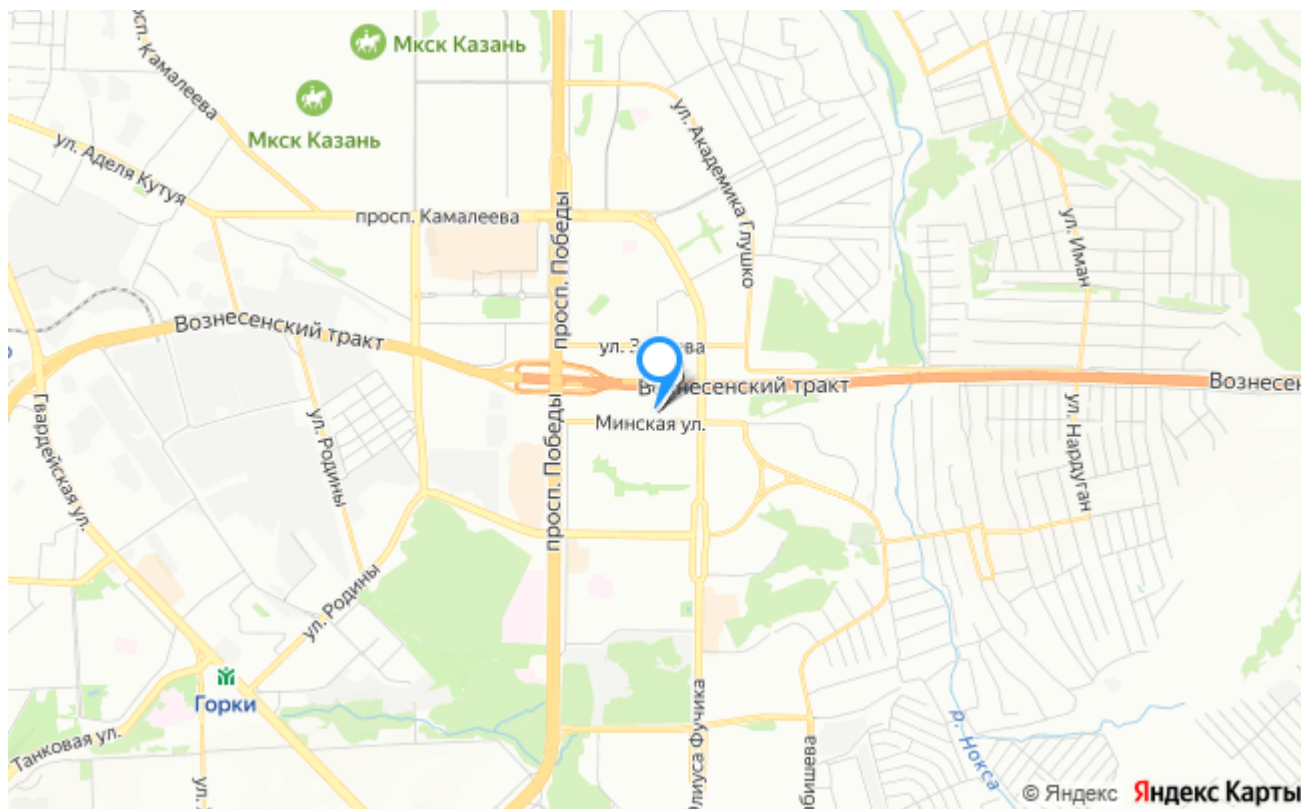 Мкск Казань
просп. Камалеева
Мкск Казань
ул. Академика Глушко
ул. Аделя Кутуя
просп. Камалеева
просп. Победы
ул. Иман
Вознесенский тракт
ул.
Вознесенский тракт
Минская ул.
просп. Победы
ул. Родины
Гвардейская ул.
ул. Нардуган
ул. Родины
Горки
Танковая ул.
ул.
р. Нокса
© Яндекс
Яндекс Карты